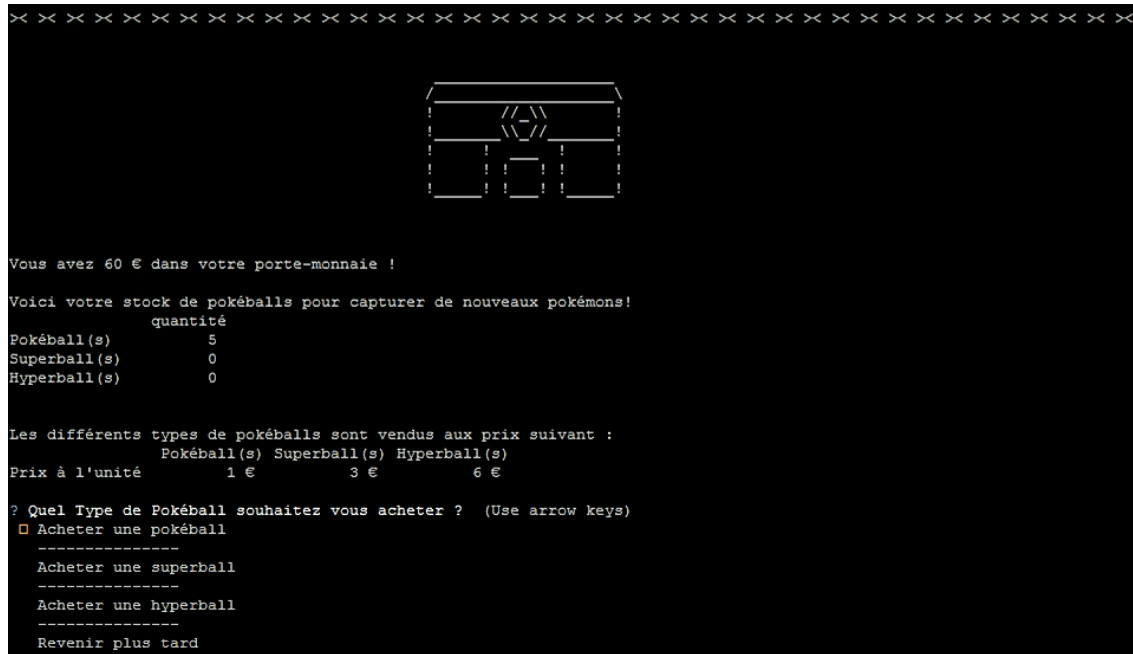 Vous avez 60 € dans votre porte-monnaie !
Voici votre stock de pokéballs pour capturer de nouveaux pokémons!
quantité
Pokéball(s) 5
Superball(s) 0
Hyperball(s) 0
Les différents types de pokéballs sont vendus aux prix suivant :
Pokéball(s) Superball(s) Hyperball(s)
Prix à l'unité 1 € 3 € 6 €
? Quel Type de Pokéball souhaitez vous acheter ? (Use arrow keys)
Acheter une pokéball
---------------
Acheter une superball
---------------
Acheter une hyperball
---------------
Revenir plus tard